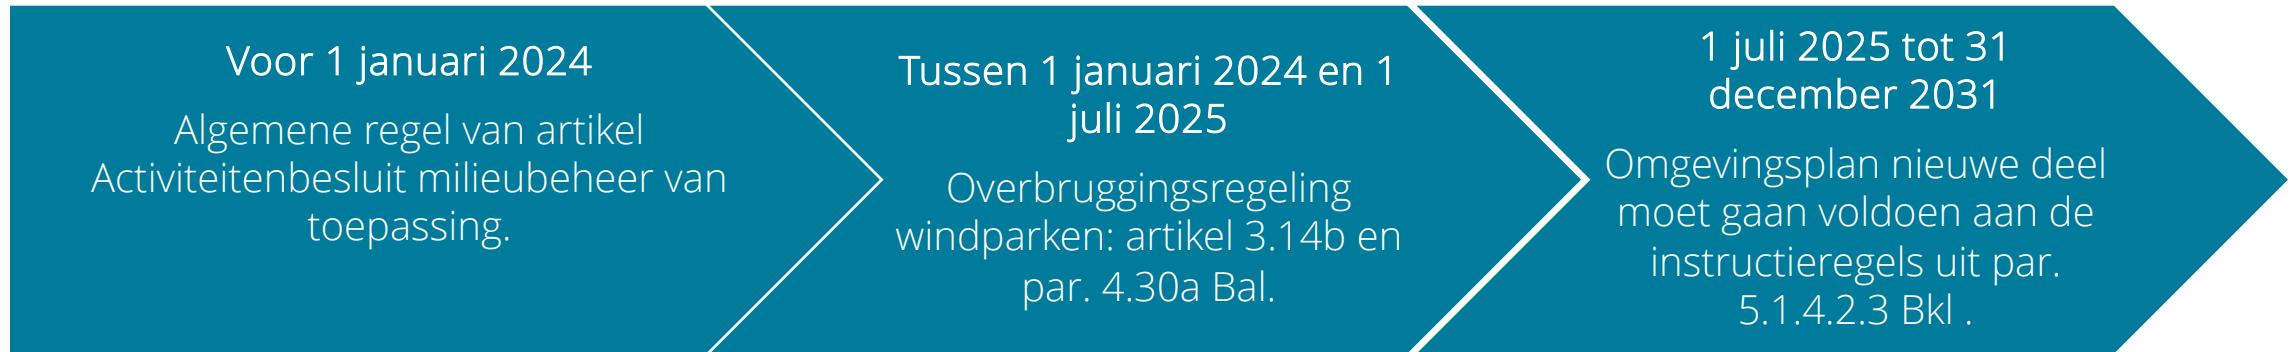 Voor 1 januari 2024
Algemene regel van artikel
Activiteitenbesluit milieubeheer van
toepassing.
Tussen 1 januari 2024 en 1
juli 2025
Overbruggingsregeling
windparken: artikel 3.14b en
par. 4.30a Bal.
1 juli 2025 tot 31
december 2031
Omgevingsplan nieuwe deel
moet gaan voldoen aan de
instructieregels uit par.
5.1.4.2.3 Bkl .